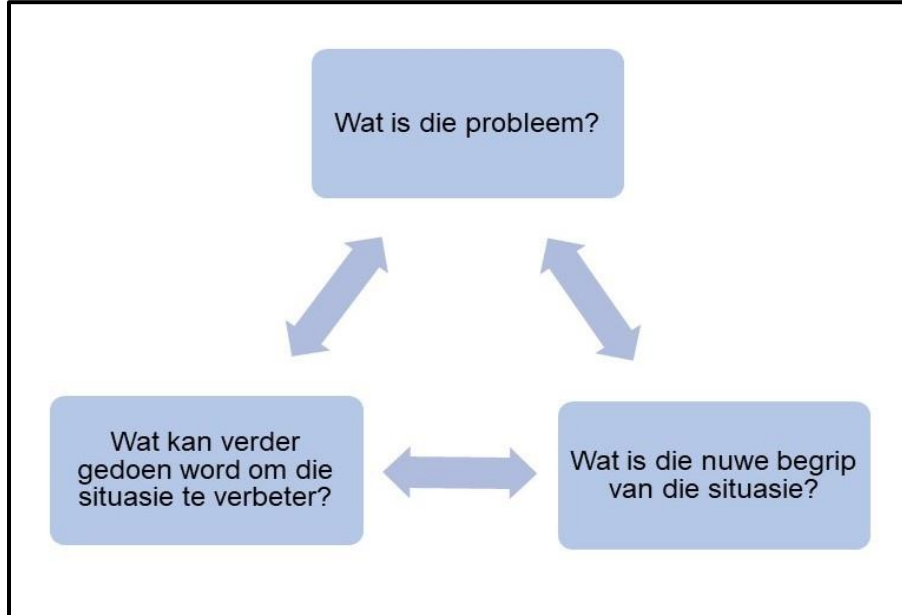 Wat is die probleem?
Wat kan verder
gedoen word om die
situasie te verbeter?
Wat is die nuwe begrip
van die situasie?